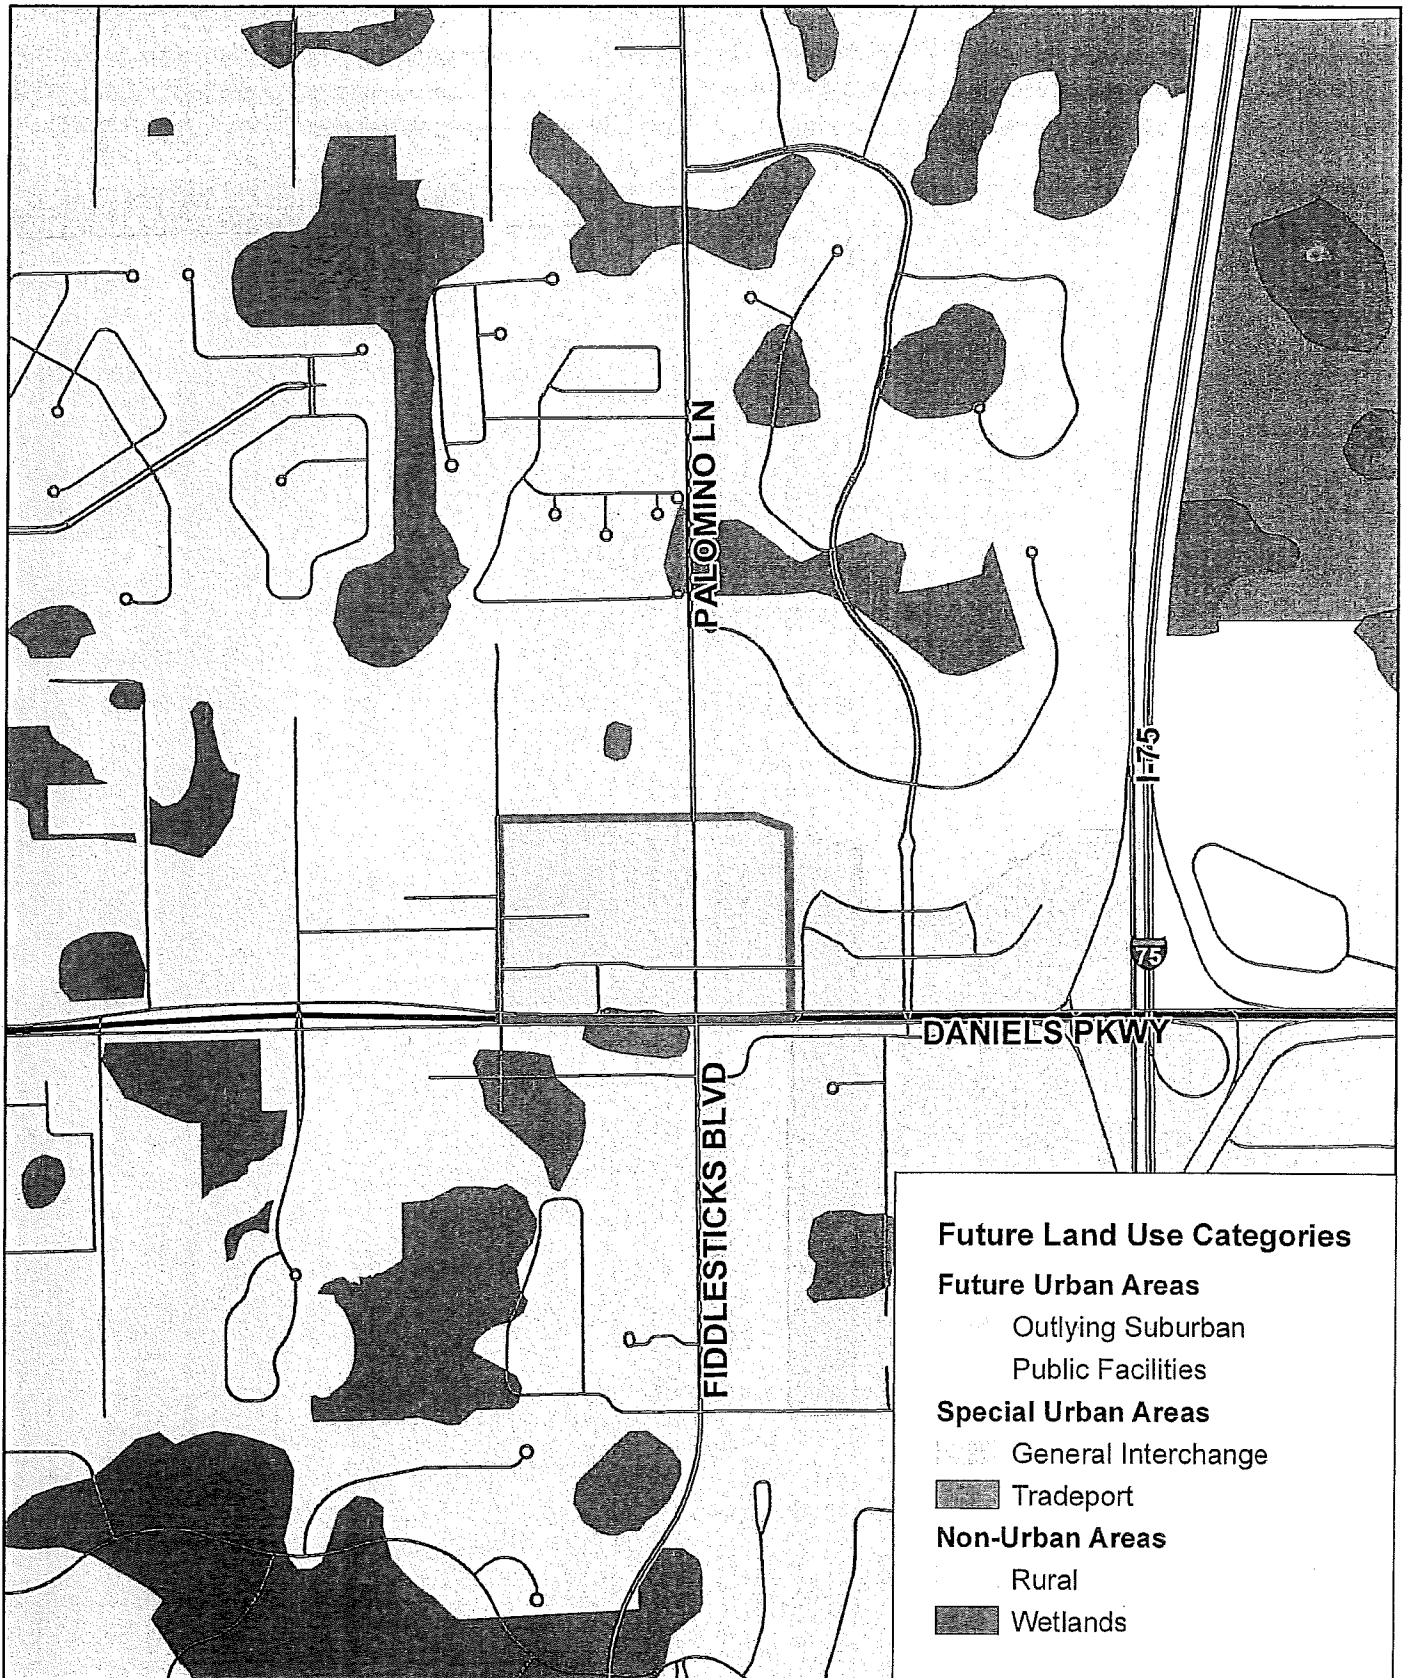 PALOMINO LN
I-75
75
DANIELS PKWY
FIDDLESTICKS BLVD
Future Land Use Categories
Future Urban Areas
Outlying Suburban
Public Facilities
Special Urban Areas
General Interchange
Tradeport
Non-Urban Areas
Rural
Wetlands